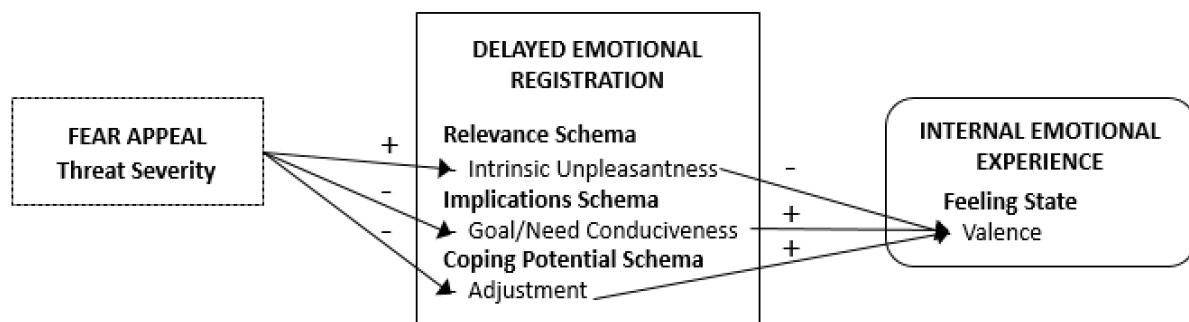 FEAR APPEAL
Threat Severity
+
-
-
DELAYED EMOTIONAL
REGISTRATION
Relevance Schema
- Intrinsic Unpleasantness
Implications Schema
- Goal/Need Conduciveness
Coping Potential Schema
- Adjustment
-
+
+
INTERNAL EMOTIONAL
EXPERIENCE
Feeling State
- Valence